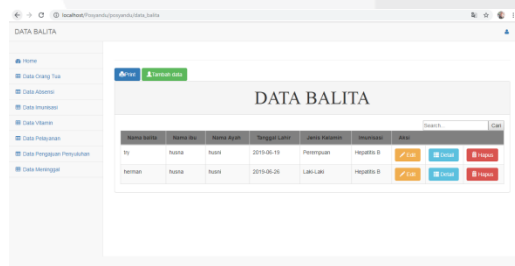 localhost/Posyandu/posyandu/data_balita
DATA BALITA
Home
Data Orang Tua
Data Absensi
Data Imunisasi
Data Vitamin
Data Pelayanan
Data Pengajuan Penyuluhan
Data Meninggal
Print Tambah data
DATA BALITA
Search... Cari
Nama balita Nama Ibu Nama Ayah Tanggal Lahir Jenis Kelamin Imunisasi Aksi
husna husni 2019-06-19 Perempuan Hepatitis B Edit Detail Hapus
herman husna husni 2019-06-26 Laki-Laki Hepatitis B Edit Detail Hapus